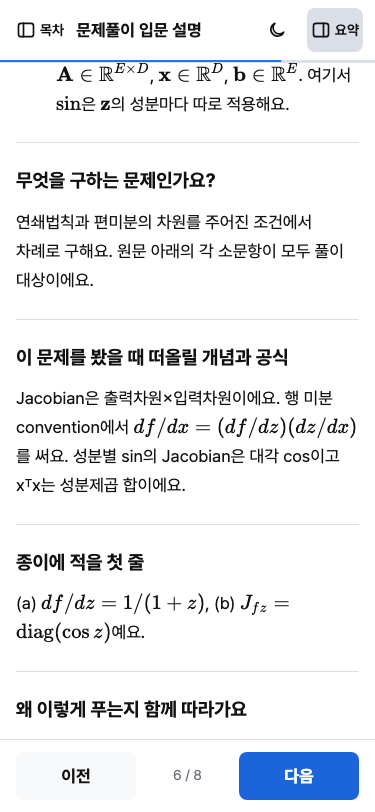 목차 문제풀이 입문 설명 요약
A ∈ ℝ^{E×D}, x ∈ ℝ^D, b ∈ ℝ^E. 여기서
sin은 z의 성분마다 따로 적용해요.
무엇을 구하는 문제인가요?
연쇄법칙과 편미분의 차원을 주어진 조건에서
차례로 구해요. 원문 아래의 각 소문항이 모두 풀이
대상이에요.
이 문제를 봤을 때 떠올릴 개념과 공식
Jacobian은 출력차원×입력차원이에요. 행 미분
convention에서 df/dx = (df/dz)(dz/dx)
를 써요. 성분별 sin의 Jacobian은 대각 cos이고
xᵀx는 성분제곱 합이에요.
종이에 적을 첫 줄
(a) df/dz = 1/(1 + z), (b) J_{fz} =
diag(cos z)예요.
왜 이렇게 푸는지 함께 따라가요
이전 6 / 8 다음